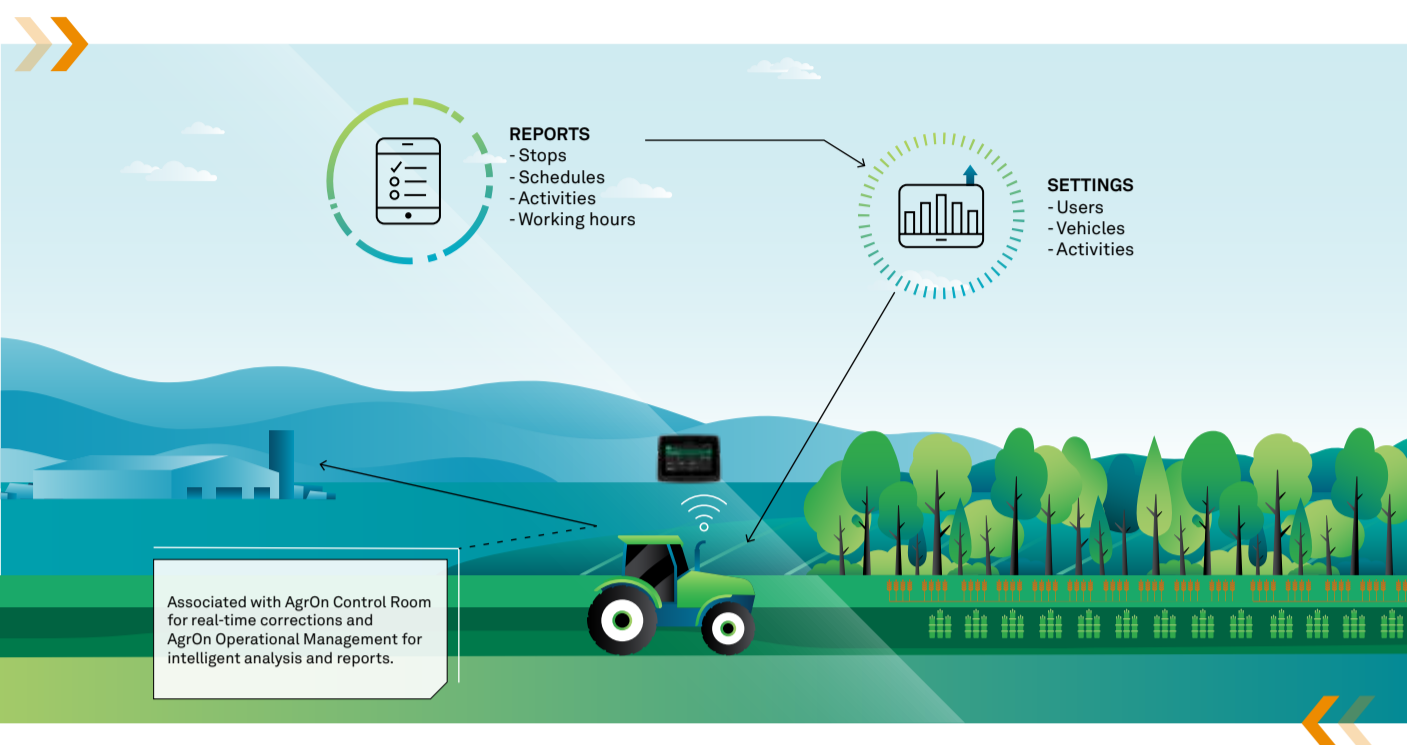 REPORTS
- Stops
- Schedules
- Activities
- Working hours
SETTINGS
- Users
- Vehicles
- Activities
Associated with AgrOn Control Room
for real-time corrections and
AgrOn Operational Management for
intelligent analysis and reports.